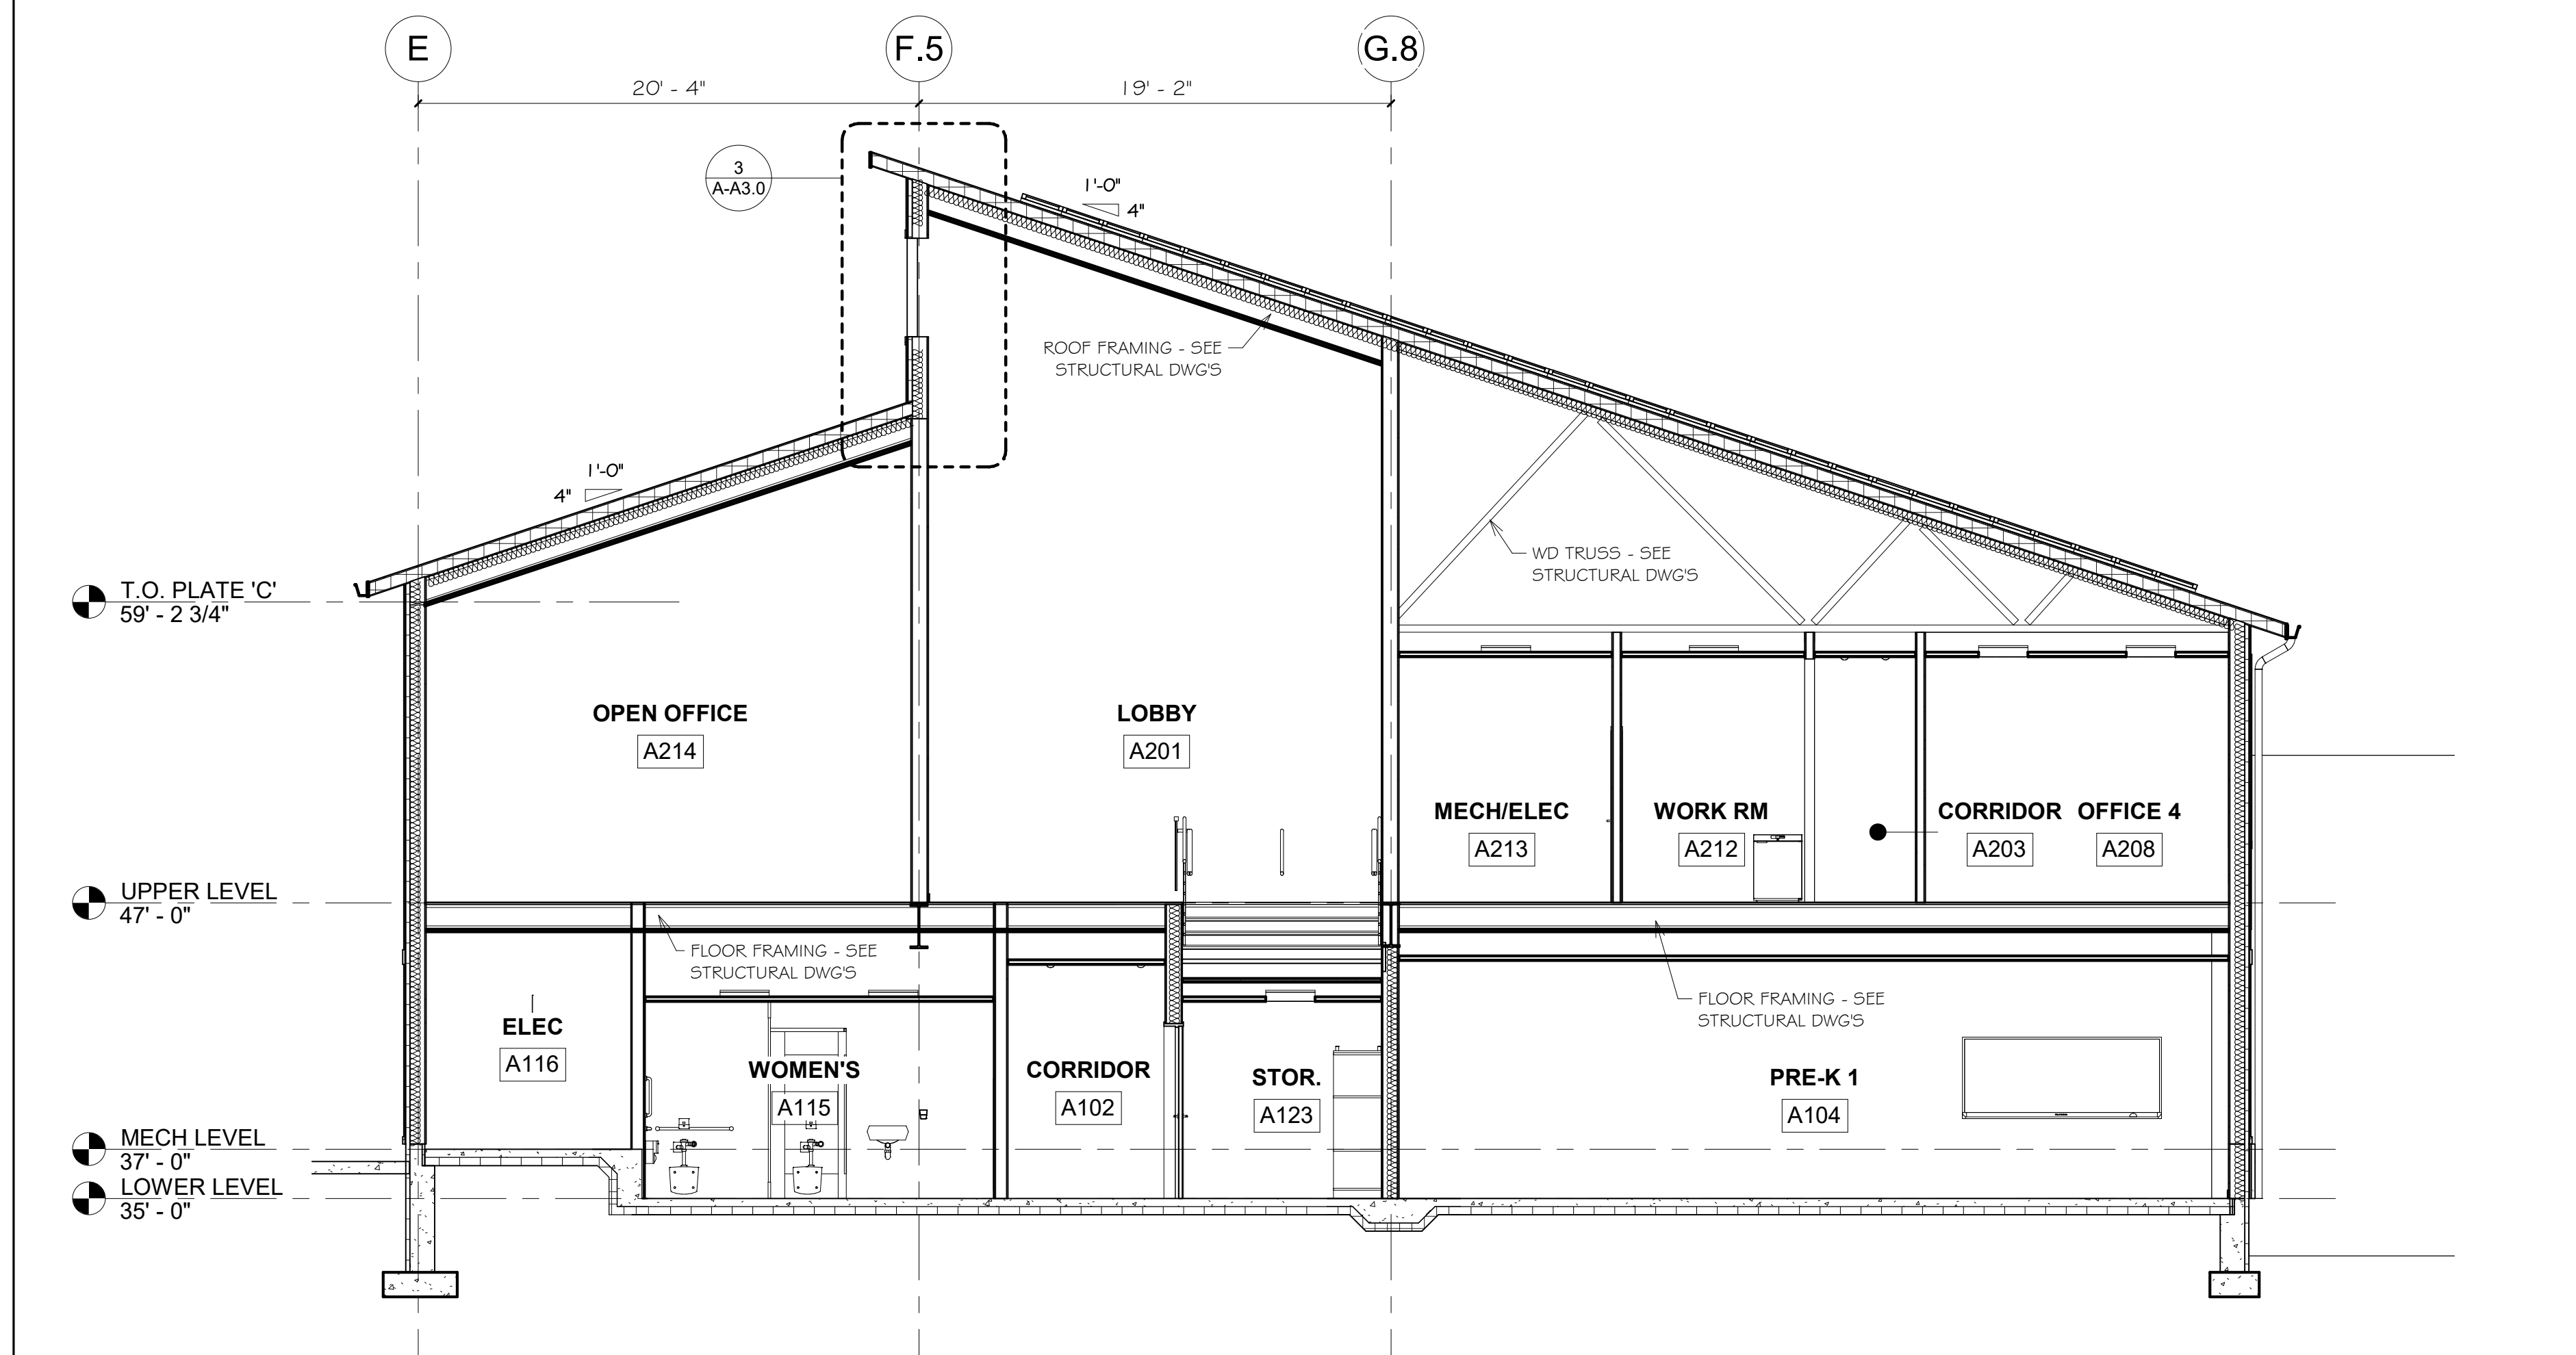 E
F.5
G.8
20' - 4"
19' - 2"
3
A-A3.0
1'-0"
4"
ROOF FRAMING - SEE
STRUCTURAL DWG'S
1'-0"
4"
WD TRUSS - SEE
STRUCTURAL DWG'S
T.O. PLATE 'C'
59' - 2 3/4"
OPEN OFFICE
A214
LOBBY
A201
MECH/ELEC
A213
WORK RM
A212
CORRIDOR
A203
OFFICE 4
A208
UPPER LEVEL
47' - 0"
FLOOR FRAMING - SEE
STRUCTURAL DWG'S
FLOOR FRAMING - SEE
STRUCTURAL DWG'S
ELEC
A116
WOMEN'S
A115
CORRIDOR
A102
STOR.
A123
PRE-K 1
A104
MECH LEVEL
37' - 0"
LOWER LEVEL
35' - 0"